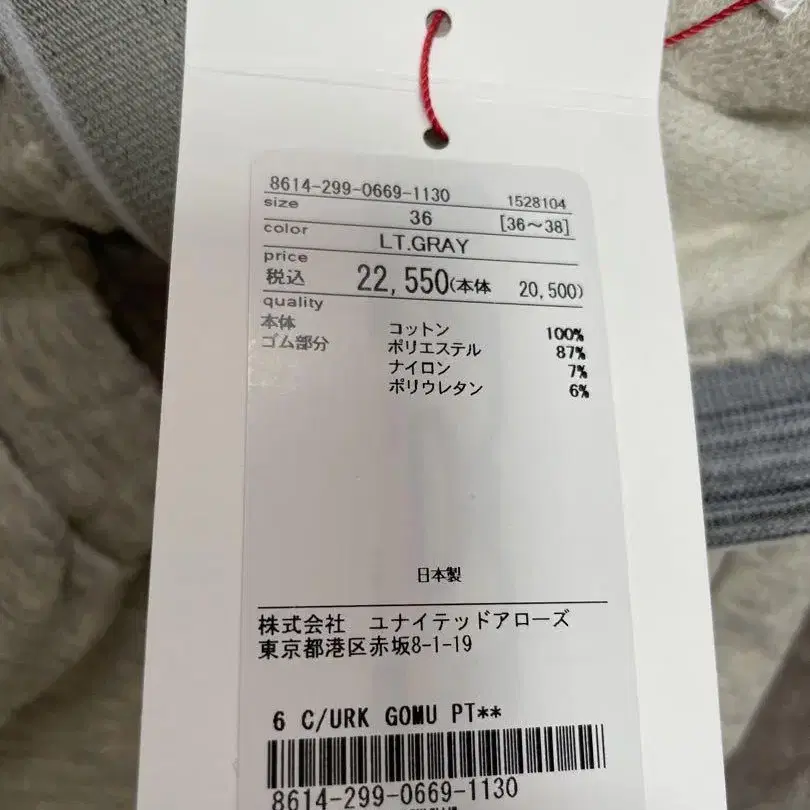 8614-299-0669-1130 1528104
size 36 [36～38]
color LT.GRAY
price
税込 22,550(本体 20,500)
quality
本体 コットン 100%
ゴム部分 ポリエステル 87%
ナイロン 7%
ポリウレタン 6%
日本製
株式会社 ユナイテッドアローズ
東京都港区赤坂8-1-19
6 C/URK GOMU PT**
8614-299-0669-1130